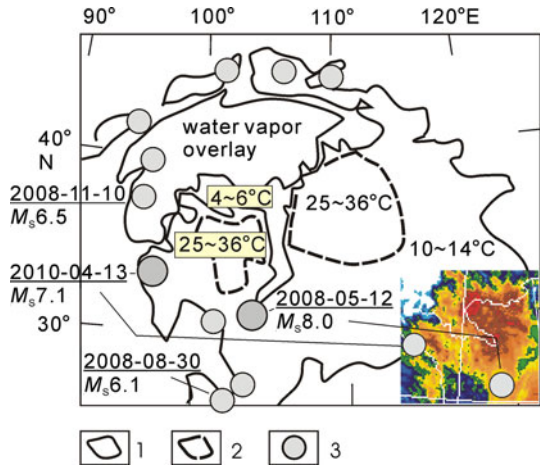 90° 100° 110° 120°E
water vapor
overlay
40°
N
2008-11-10
Ms6.5
4~6°C
25~36°C
25~36°C
10~14°C
2010-04-13
Ms7.1
2008-05-12
Ms8.0
30°
2008-08-30
Ms6.1
1 2 3